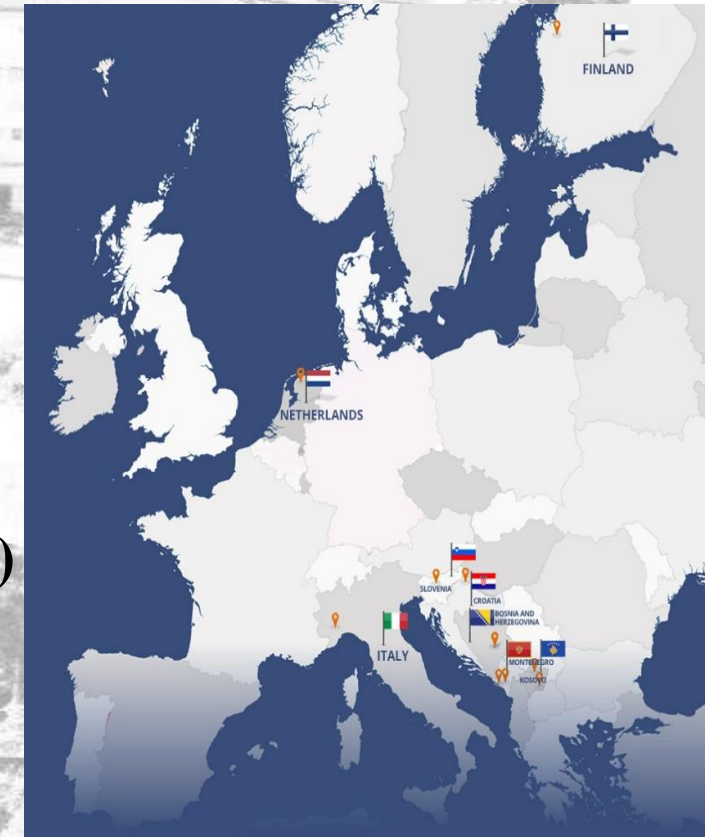 FINLAND
NETHERLANDS
SLOVENIA
CROATIA
BOSNIA AND
HERZEGOVINA
ITALY
MONTENEGRO
KOSOVO
)